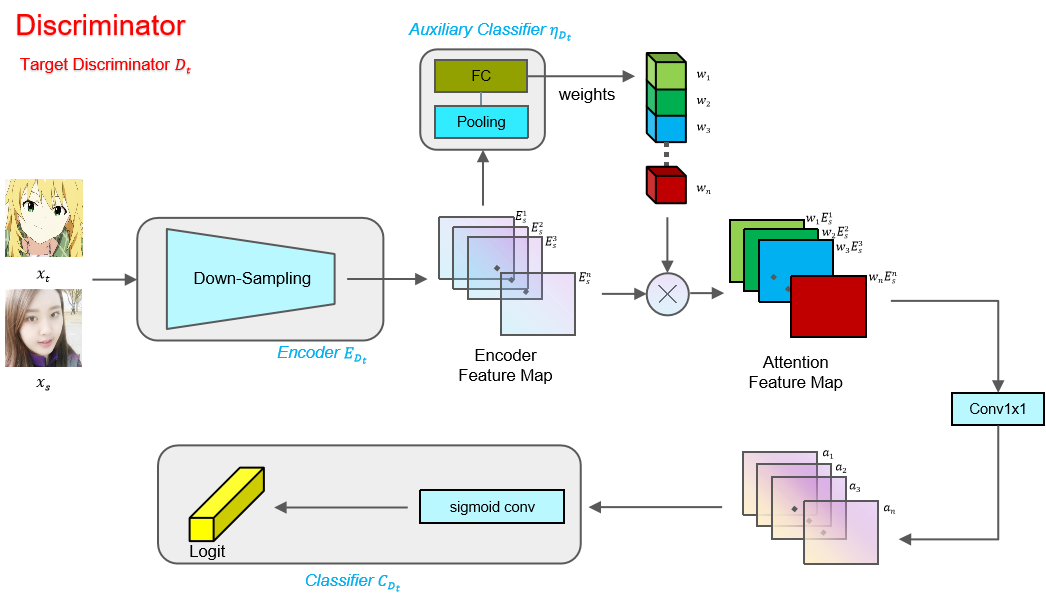 Discriminator
Target Discriminator D_t
Auxiliary Classifier η_{D_t}
FC
Pooling
weights
w_1
w_2
w_3
w_n
x_t
x_s
Down-Sampling
Encoder E_{D_t}
E_s^1
E_s^2
E_s^3
E_s^n
Encoder
Feature Map
w_1E_s^1
w_2E_s^2
w_3E_s^3
w_nE_s^n
Attention
Feature Map
Conv1x1
a_1
a_2
a_3
a_n
sigmoid conv
Logit
Classifier C_{D_t}